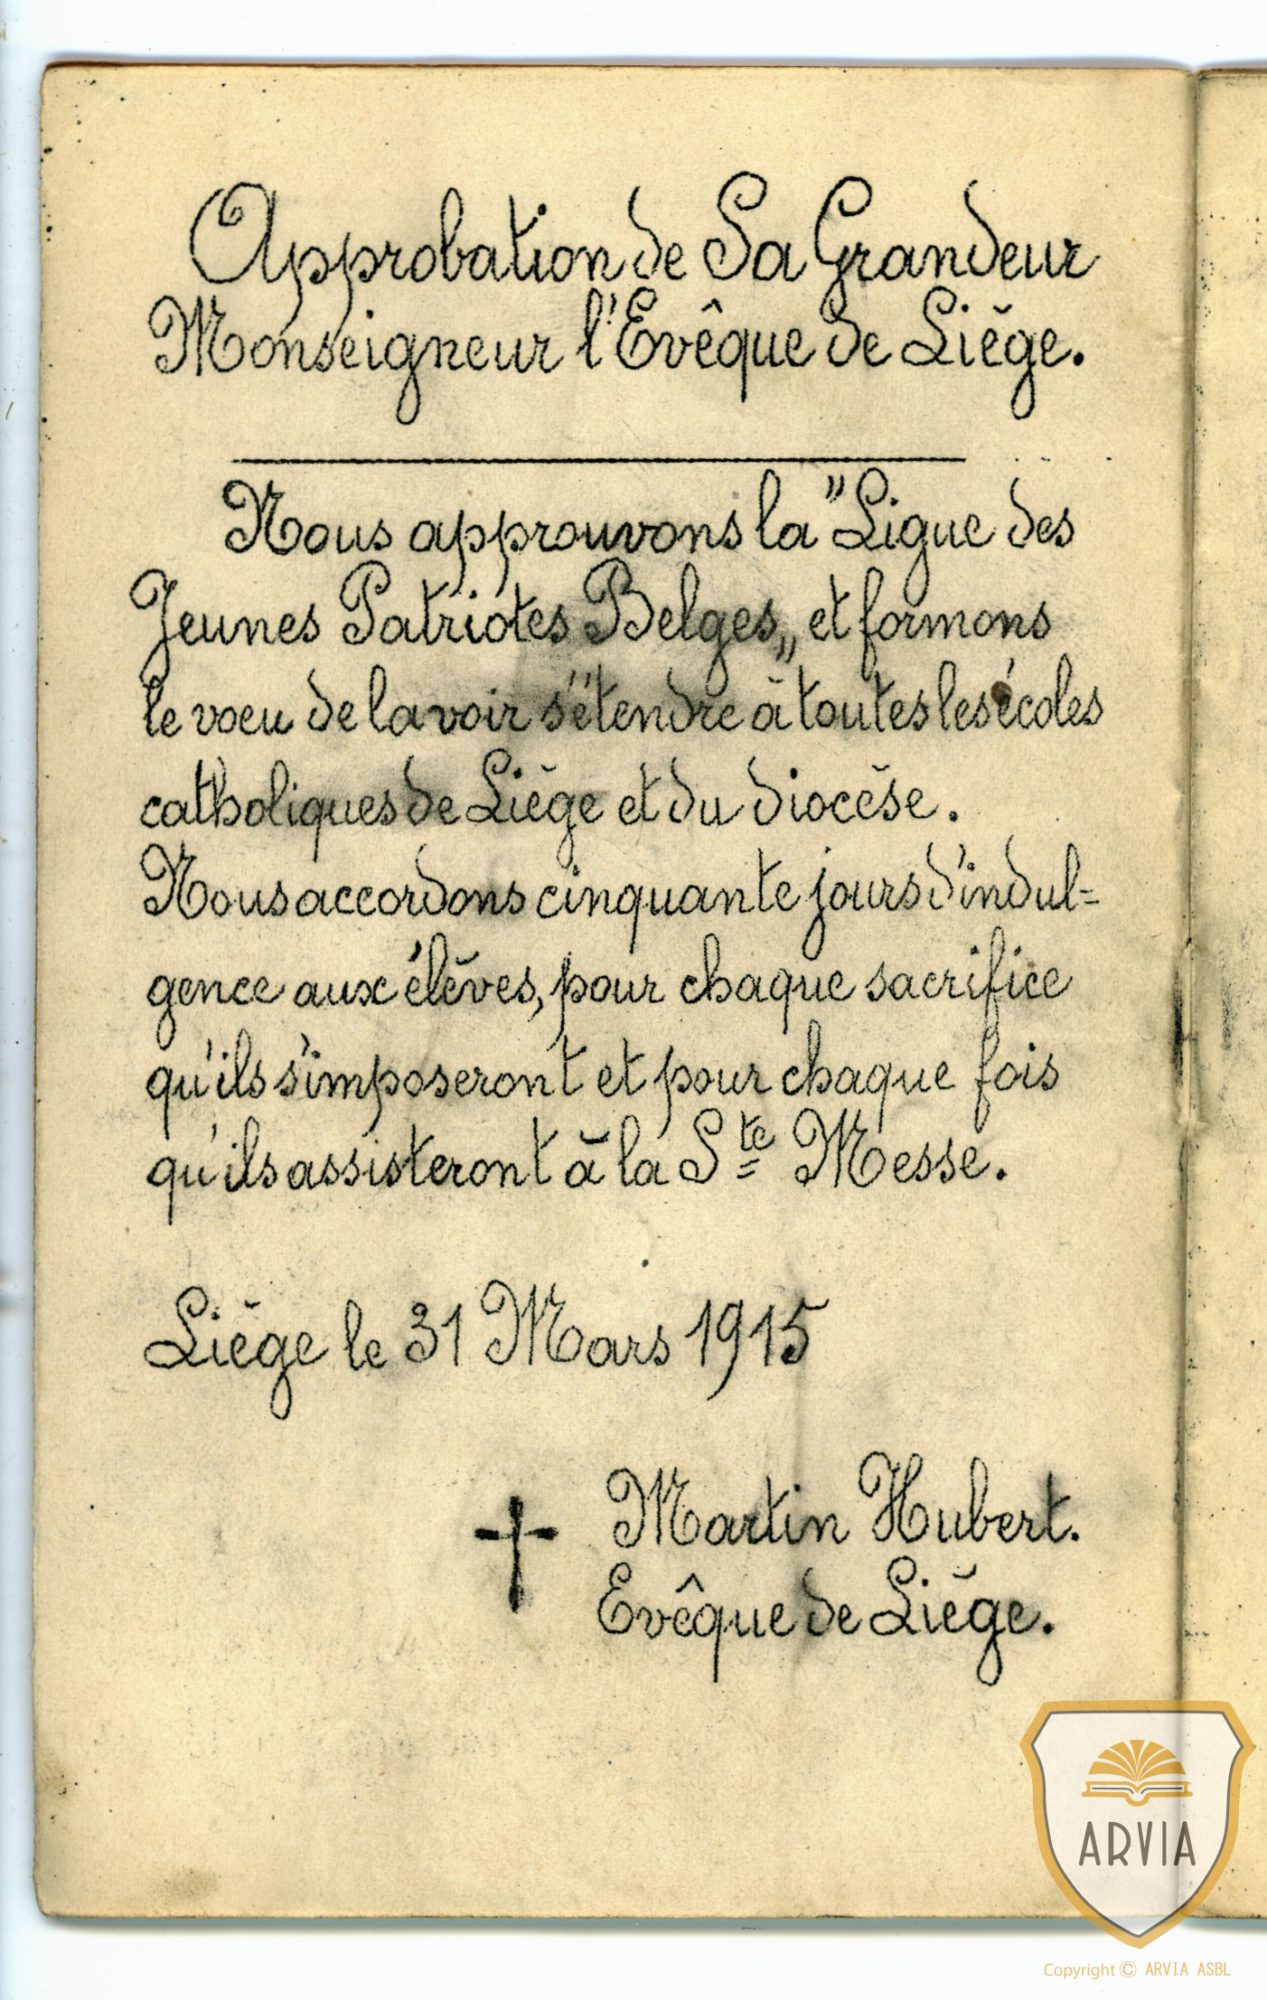 Approbation de Sa Grandeur
Monseigneur l'Evêque de Liège.
Nous approuvons la "Ligue des
Jeunes Patriotes Belges„ et formons
le voeu de la voir s'étendre à toutes les écoles
catholiques de Liège et du diocèse.
Nous accordons cinquante jours d'indul=
gence aux élèves, pour chaque sacrifice
qu'ils s'imposeront et pour chaque fois
qu'ils assisteront à la Ste Messe.
Liège le 31 Mars 1915
† Martin Hubert.
Evêque de Liège.
ARVIA
Copyright © ARVIA ASBL